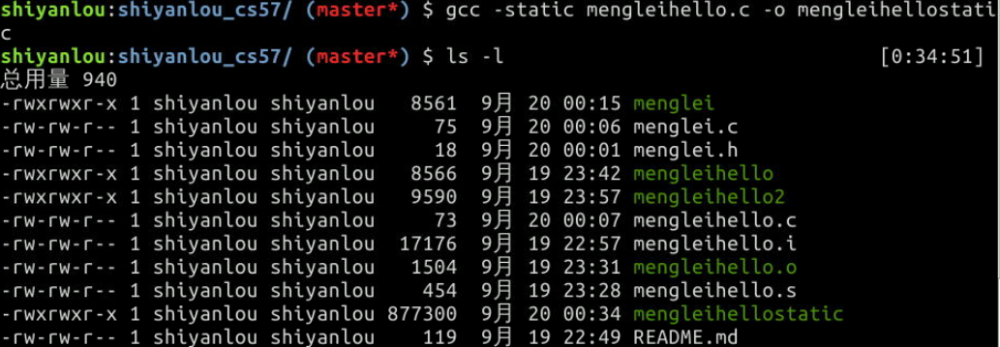 shiyanlou:shiyanlou_cs57/ (master*) $ gcc -static mengleihello.c -o mengleihellostati
c
shiyanlou:shiyanlou_cs57/ (master*) $ ls -l [0:34:51]
总用量 940
-rwxrwxr-x 1 shiyanlou shiyanlou 8561 9月 20 00:15 menglei
-rw-rw-r-- 1 shiyanlou shiyanlou 75 9月 20 00:06 menglei.c
-rw-rw-r-- 1 shiyanlou shiyanlou 18 9月 20 00:01 menglei.h
-rwxrwxr-x 1 shiyanlou shiyanlou 8566 9月 19 23:42 mengleihello
-rwxrwxr-x 1 shiyanlou shiyanlou 9590 9月 19 23:57 mengleihello2
-rw-rw-r-- 1 shiyanlou shiyanlou 73 9月 20 00:07 mengleihello.c
-rw-rw-r-- 1 shiyanlou shiyanlou 17176 9月 19 22:57 mengleihello.i
-rw-rw-r-- 1 shiyanlou shiyanlou 1504 9月 19 23:31 mengleihello.o
-rw-rw-r-- 1 shiyanlou shiyanlou 454 9月 19 23:28 mengleihello.s
-rwxrwxr-x 1 shiyanlou shiyanlou 877300 9月 20 00:34 mengleihellostatic
-rw-rw-r-- 1 shiyanlou shiyanlou 119 9月 19 22:49 README.md